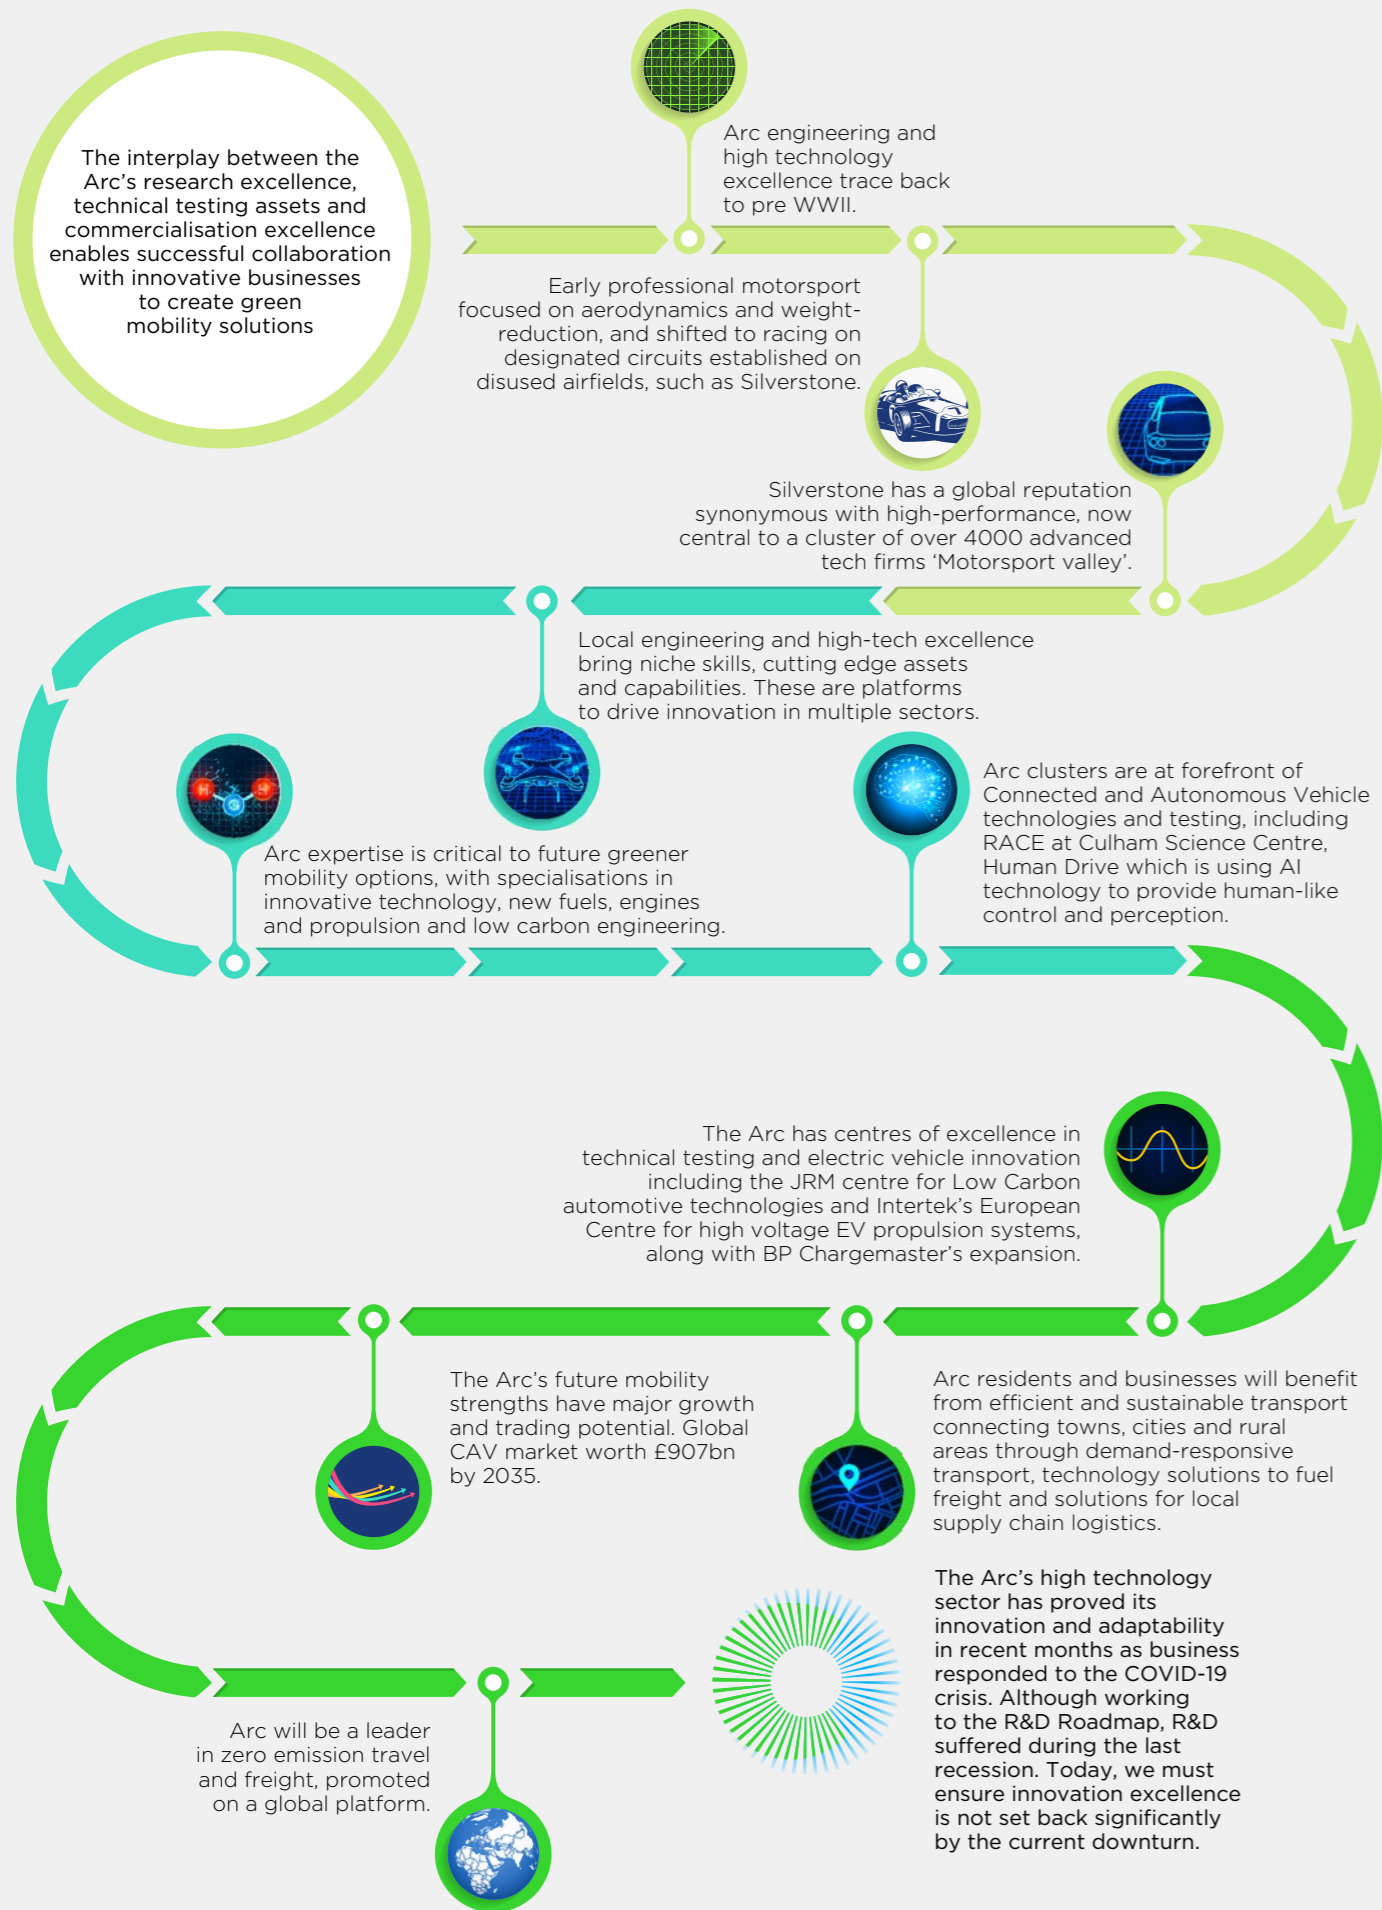 The interplay between the
Arc's research excellence,
technical testing assets and
commercialisation excellence
enables successful collaboration
with innovative businesses
to create green
mobility solutions
Arc engineering and
high technology
excellence trace back
to pre WWII.
Early professional motorsport
focused on aerodynamics and weight-
reduction, and shifted to racing on
designated circuits established on
disused airfields, such as Silverstone.
Silverstone has a global reputation
synonymous with high-performance, now
central to a cluster of over 4000 advanced
tech firms ‘Motorsport valley’.
Local engineering and high-tech excellence
bring niche skills, cutting edge assets
and capabilities. These are platforms
to drive innovation in multiple sectors.
H
H
Arc expertise is critical to future greener
mobility options, with specialisations in
innovative technology, new fuels, engines
and propulsion and low carbon engineering.
Arc clusters are at forefront of
Connected and Autonomous Vehicle
technologies and testing, including
RACE at Culham Science Centre,
Human Drive which is using AI
technology to provide human-like
control and perception.
The Arc has centres of excellence in
technical testing and electric vehicle innovation
including the JRM centre for Low Carbon
automotive technologies and Intertek's European
Centre for high voltage EV propulsion systems,
along with BP Chargemaster's expansion.
Arc residents and businesses will benefit
from efficient and sustainable transport
connecting towns, cities and rural
areas through demand-responsive
transport, technology solutions to fuel
freight and solutions for local
supply chain logistics.
The Arc's future mobility
strengths have major growth
and trading potential. Global
CAV market worth £907bn
by 2035.
Arc will be a leader
in zero emission travel
and freight, promoted
on a global platform.
The Arc's high technology
sector has proved its
innovation and adaptability
in recent months as business
responded to the COVID-19
crisis. Although working
to the R&D Roadmap, R&D
suffered during the last
recession. Today, we must
ensure innovation excellence
is not set back significantly
by the current downturn.